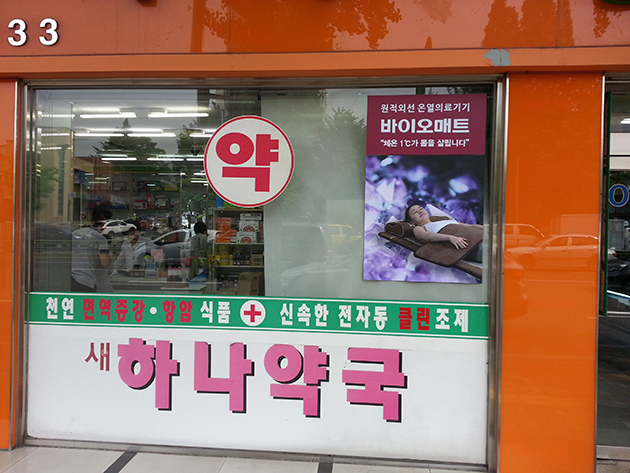 33
약
원적외선 온열의료기기
바이오매트
"체온 1℃가 몸을 살립니다"
천연 면역증강·항암 식품 + 신속한 전자동 클린조제
새 하나약국